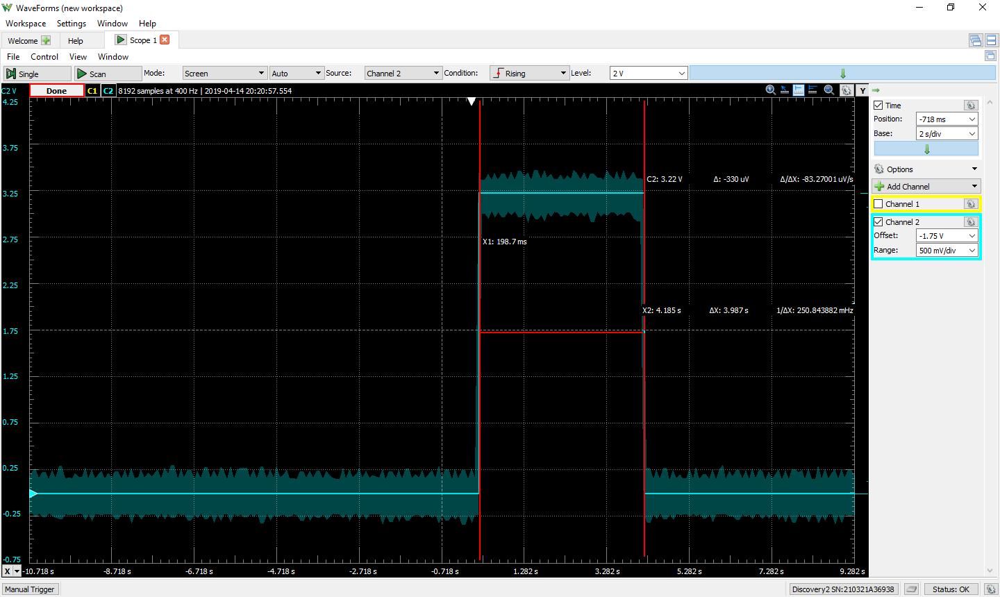 WaveForms (new workspace)
Workspace Settings Window Help
Welcome Help Scope 1
File Control View Window
Single Scan Mode: Screen Auto Source: Channel 2 Condition: Rising Level: 2 V
C2 V Done C1 C2 8192 samples at 400 Hz | 2019-04-14 20:20:57.554 Y
4.25
3.75
3.25
2.75
2.25
1.75
1.25
0.75
0.25
-0.25
-0.75
C2: 3.22 V Δ: -330 uV Δ/ΔX: -83.27001 uV/s
X1: 198.7 ms
X2: 4.185 s ΔX: 3.987 s 1/ΔX: 250.843882 mHz
X -10.718 s -8.718 s -6.718 s -4.718 s -2.718 s -0.718 s 1.282 s 3.282 s 5.282 s 7.282 s 9.282 s
Time
Position: -718 ms
Base: 2 s/div
Options
Add Channel
Channel 1
Channel 2
Offset: -1.75 V
Range: 500 mV/div
Manual Trigger Discovery2 SN:210321A36938 Status: OK